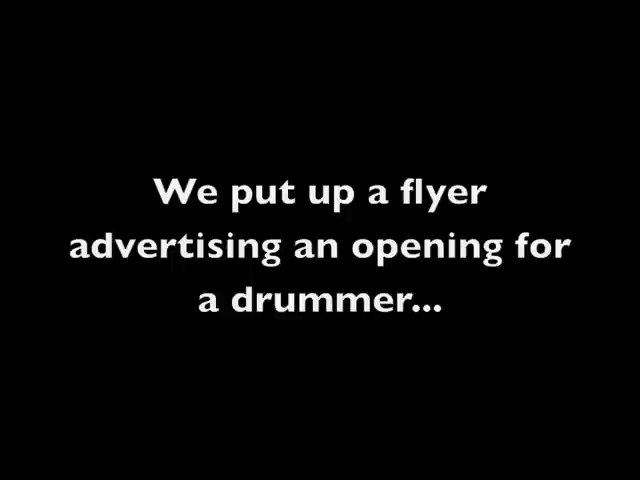 We put up a flyer
advertising an opening for
a drummer...